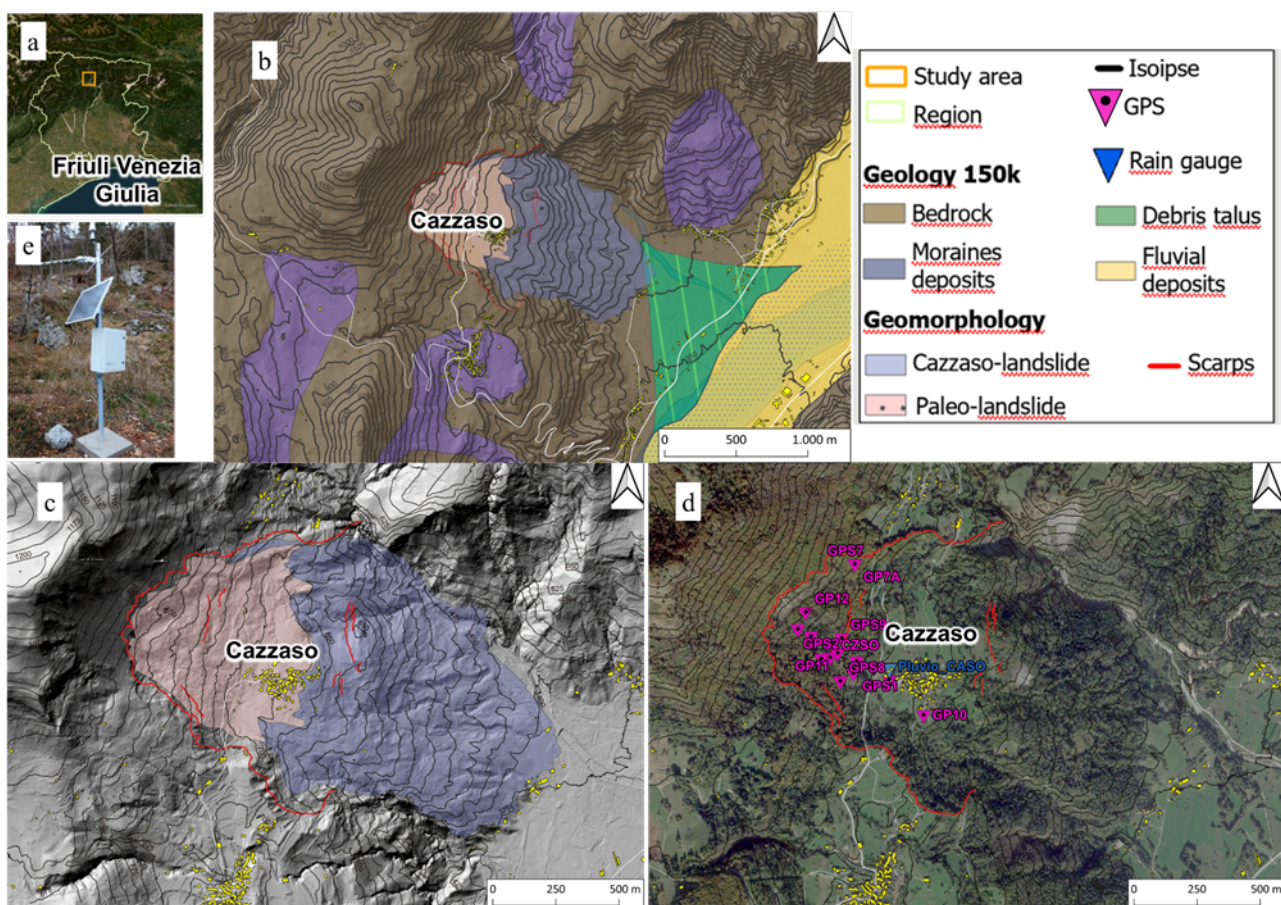 a
Friuli Venezia
Giulia
b
Cazzaso
0 500 1.000 m
Study area
Region
Geology 150k
Bedrock
Moraines
deposits
Geomorphology
Cazzaso-landslide
Paleo-landslide
Isoipse
GPS
Rain gauge
Debris talus
Fluvial
deposits
Scarps
e
c
1200
1175
Cazzaso
0 250 500 m
d
GPS7
GP7A
GP12
GPS9
Cazzaso
GPS2
CZSO
GP11
GPS8
Pluvio_CASO
GPS1
GP10
0 250 500 m